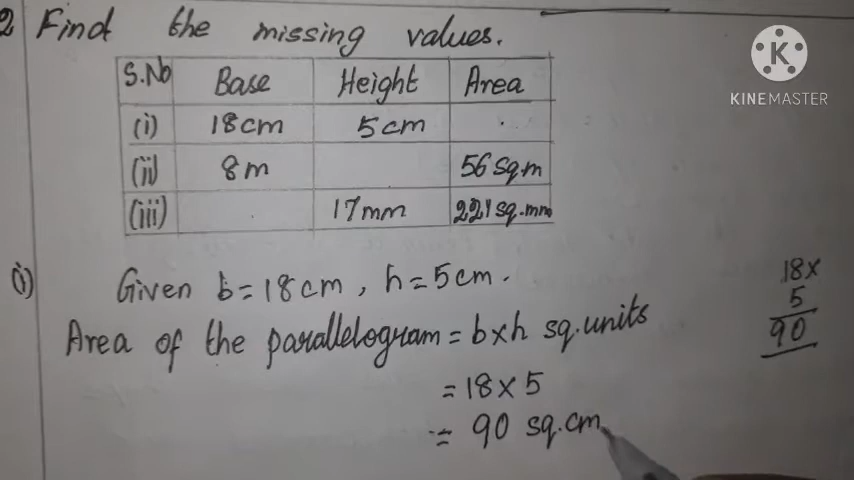 2 Find the missing values.
S.No Base Height Area
(i) 18cm 5cm
(ii) 8m 56 sq.m
(iii) 17mm 221 sq.mm
(i) Given b = 18cm, h = 5cm.
Area of the parallelogram = b×h sq.units
= 18 × 5
= 90 sq.cm
18×
5
90
K
KINEMASTER